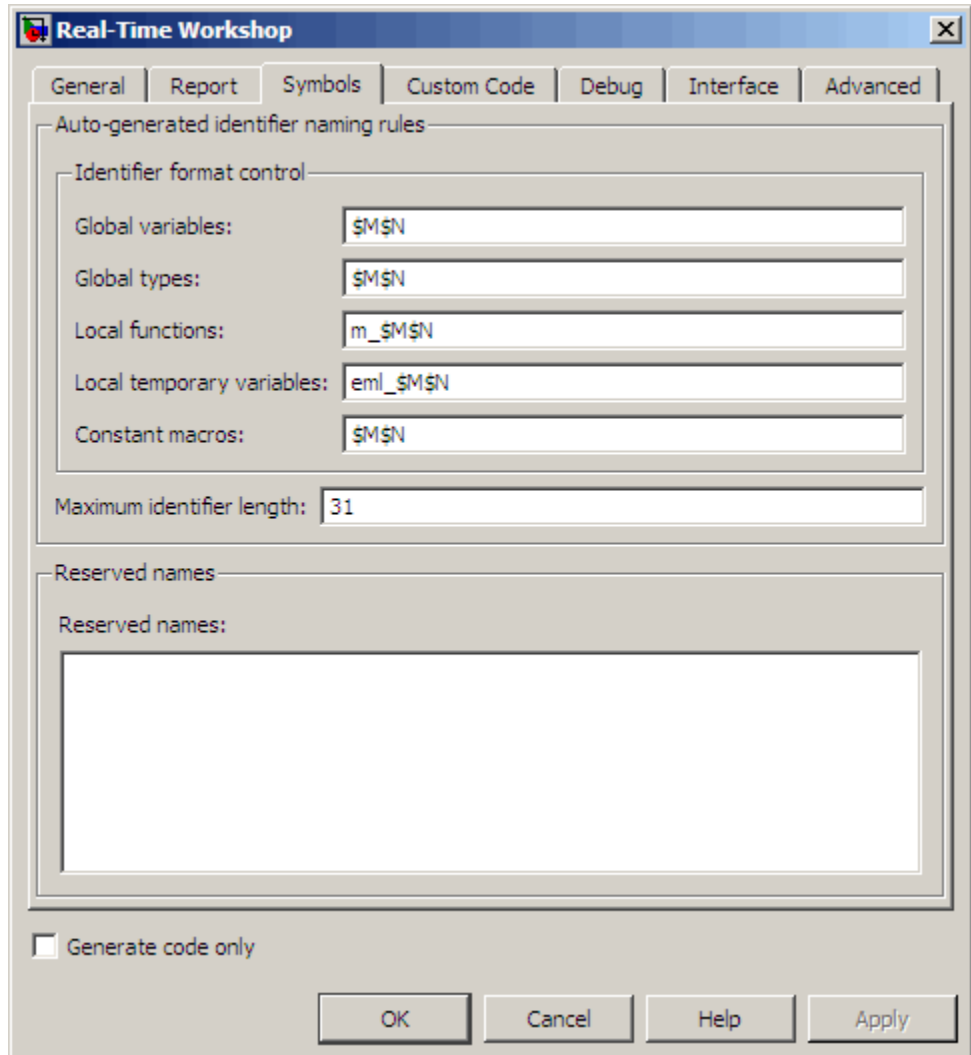 Real-Time Workshop
General Report Symbols Custom Code Debug Interface Advanced
Auto-generated identifier naming rules
Identifier format control
Global variables: $M$N
Global types: $M$N
Local functions: m_$M$N
Local temporary variables: eml_$M$N
Constant macros: $M$N
Maximum identifier length: 31
Reserved names
Reserved names:
Generate code only
OK Cancel Help Apply